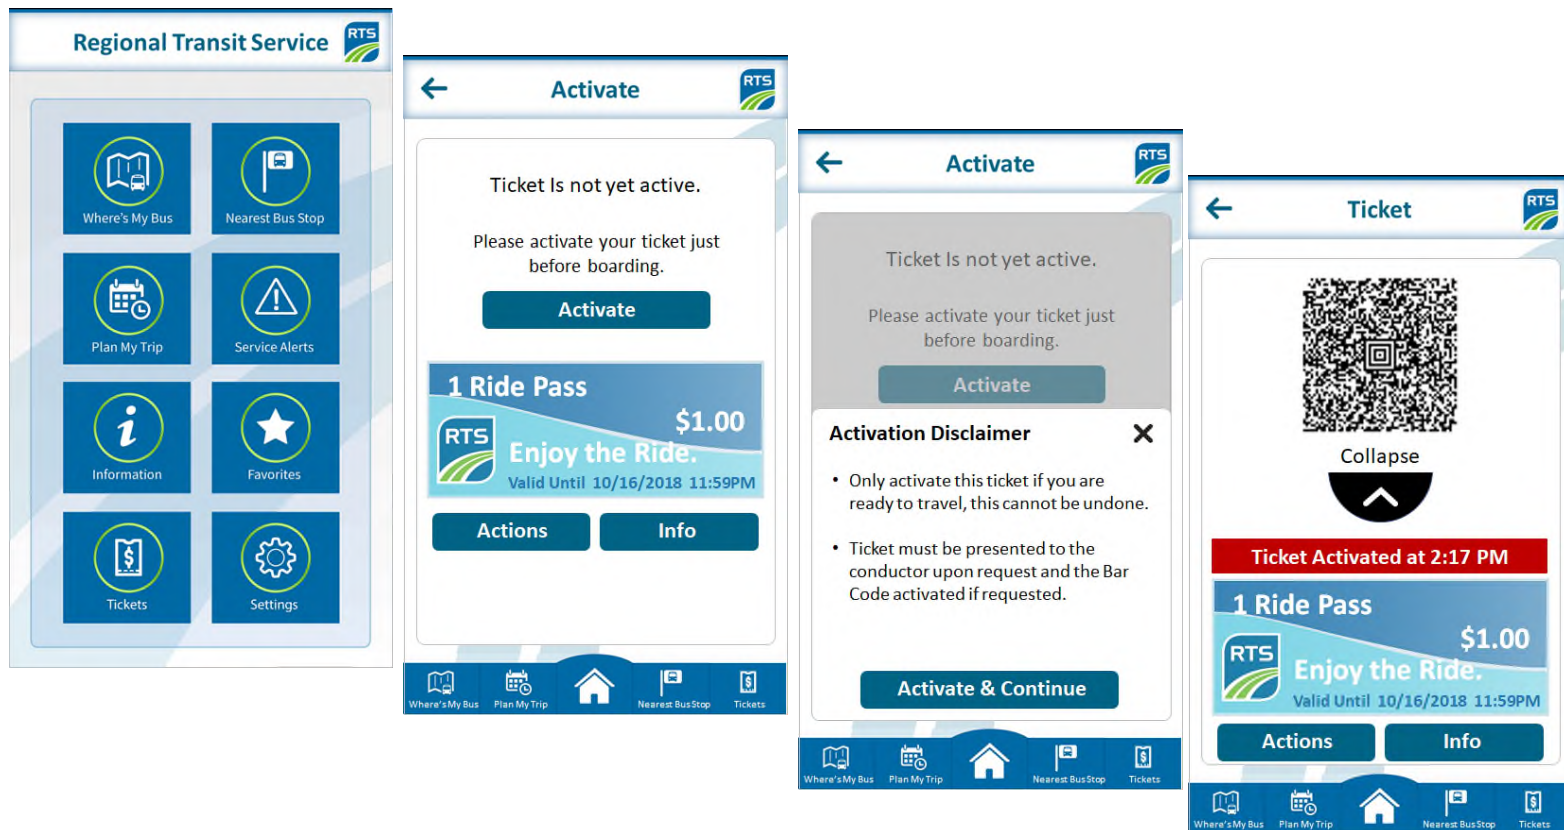 Regional Transit Service
RTS
Where's My Bus
Nearest Bus Stop
Plan My Trip
Service Alerts
Information
Favorites
Tickets
Settings
Activate
RTS
Ticket Is not yet active.
Please activate your ticket just
before boarding.
Activate
1 Ride Pass
$1.00
RTS
Enjoy the Ride.
Valid Until 10/16/2018 11:59PM
Actions
Info
Where's My Bus
Plan My Trip
Nearest Bus Stop
Tickets
Activate
RTS
Ticket Is not yet active.
Please activate your ticket just
before boarding.
Activate
Activation Disclaimer
• Only activate this ticket if you are
ready to travel, this cannot be undone.
• Ticket must be presented to the
conductor upon request and the Bar
Code activated if requested.
Activate & Continue
Where's My Bus
Plan My Trip
Nearest Bus Stop
Tickets
Ticket
RTS
Collapse
Ticket Activated at 2:17 PM
1 Ride Pass
$1.00
RTS
Enjoy the Ride.
Valid Until 10/16/2018 11:59PM
Actions
Info
Where's My Bus
Plan My Trip
Nearest Bus Stop
Tickets